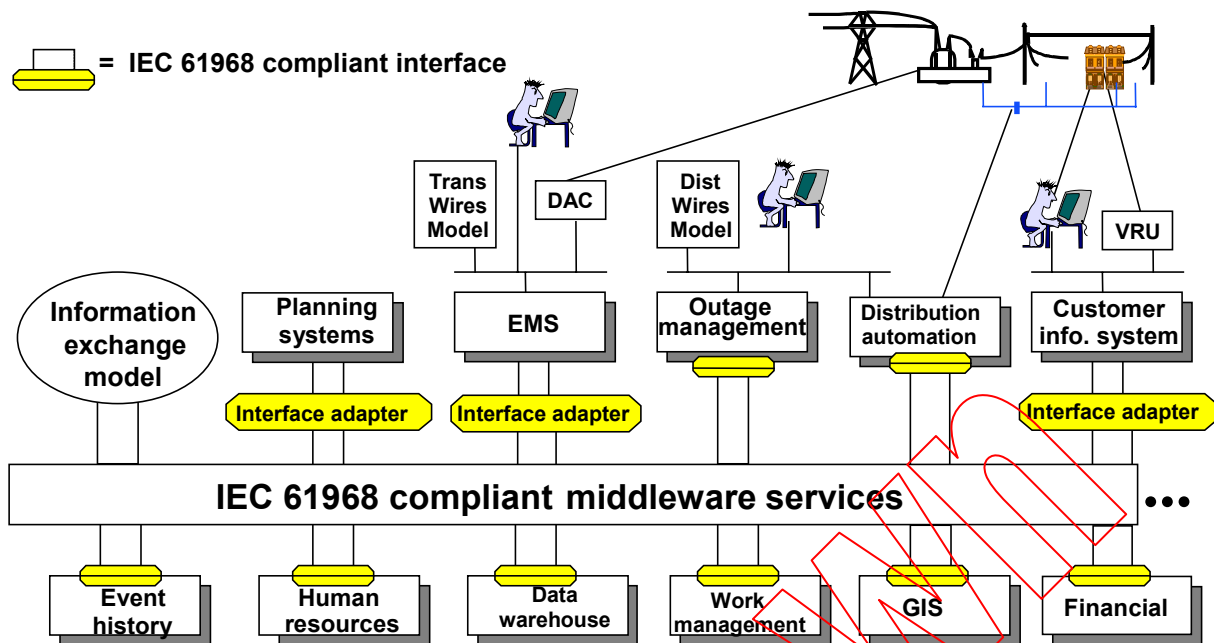 = IEC 61968 compliant interface
Trans
Wires
Model
DAC
Dist
Wires
Model
VRU
Information
exchange
model
Planning
systems
EMS
Outage
management
Distribution
automation
Customer
info. system
Interface adapter
Interface adapter
Interface adapter
IEC 61968 compliant middleware services
•••
Event
history
Human
resources
Data
warehouse
Work
management
GIS
Financial